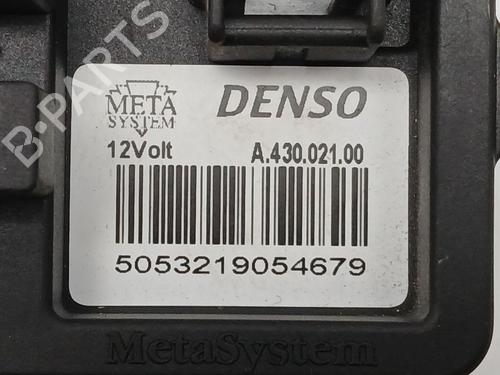 META
SYSTEM
DENSO
12Volt
A.430.021.00
5053219054679
MetaSystem
B-PARTS